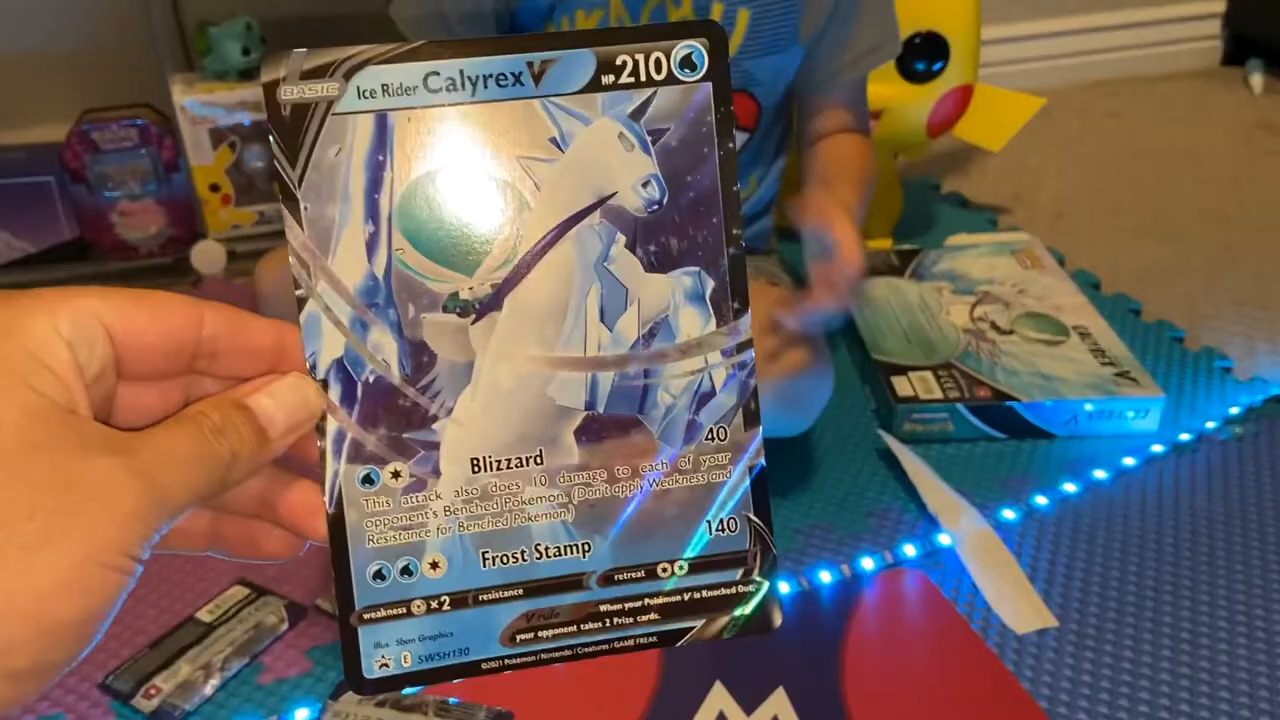 PIKACHU
BASIC
Ice Rider Calyrex V
HP 210
Blizzard 40
This attack also does 10 damage to each of your
opponent's Benched Pokémon. (Don't apply Weakness and
Resistance for Benched Pokémon.)
Frost Stamp 140
weakness ×2 resistance retreat
V rule When your Pokémon V is Knocked Out,
your opponent takes 2 Prize cards.
Illus. 5ban Graphics
E SWSH130
©2021 Pokémon / Nintendo / Creatures / GAME FREAK
CALYREX V
M